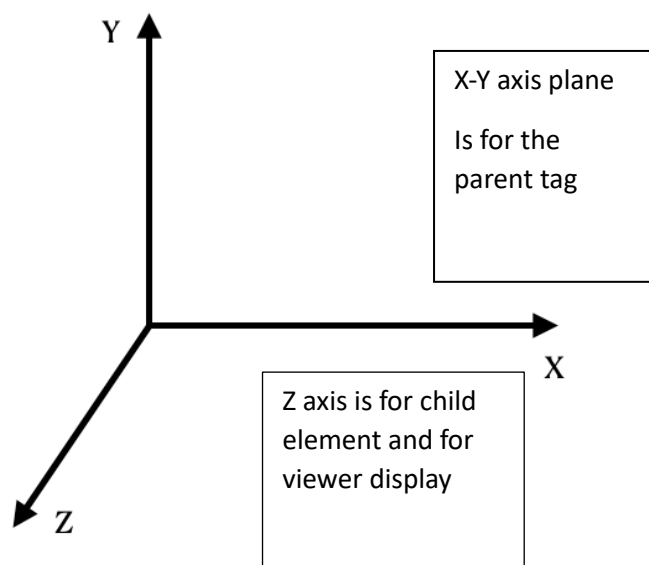 Y
X-Y axis plane
Is for the
parent tag
X
Z axis is for child
element and for
viewer display
Z